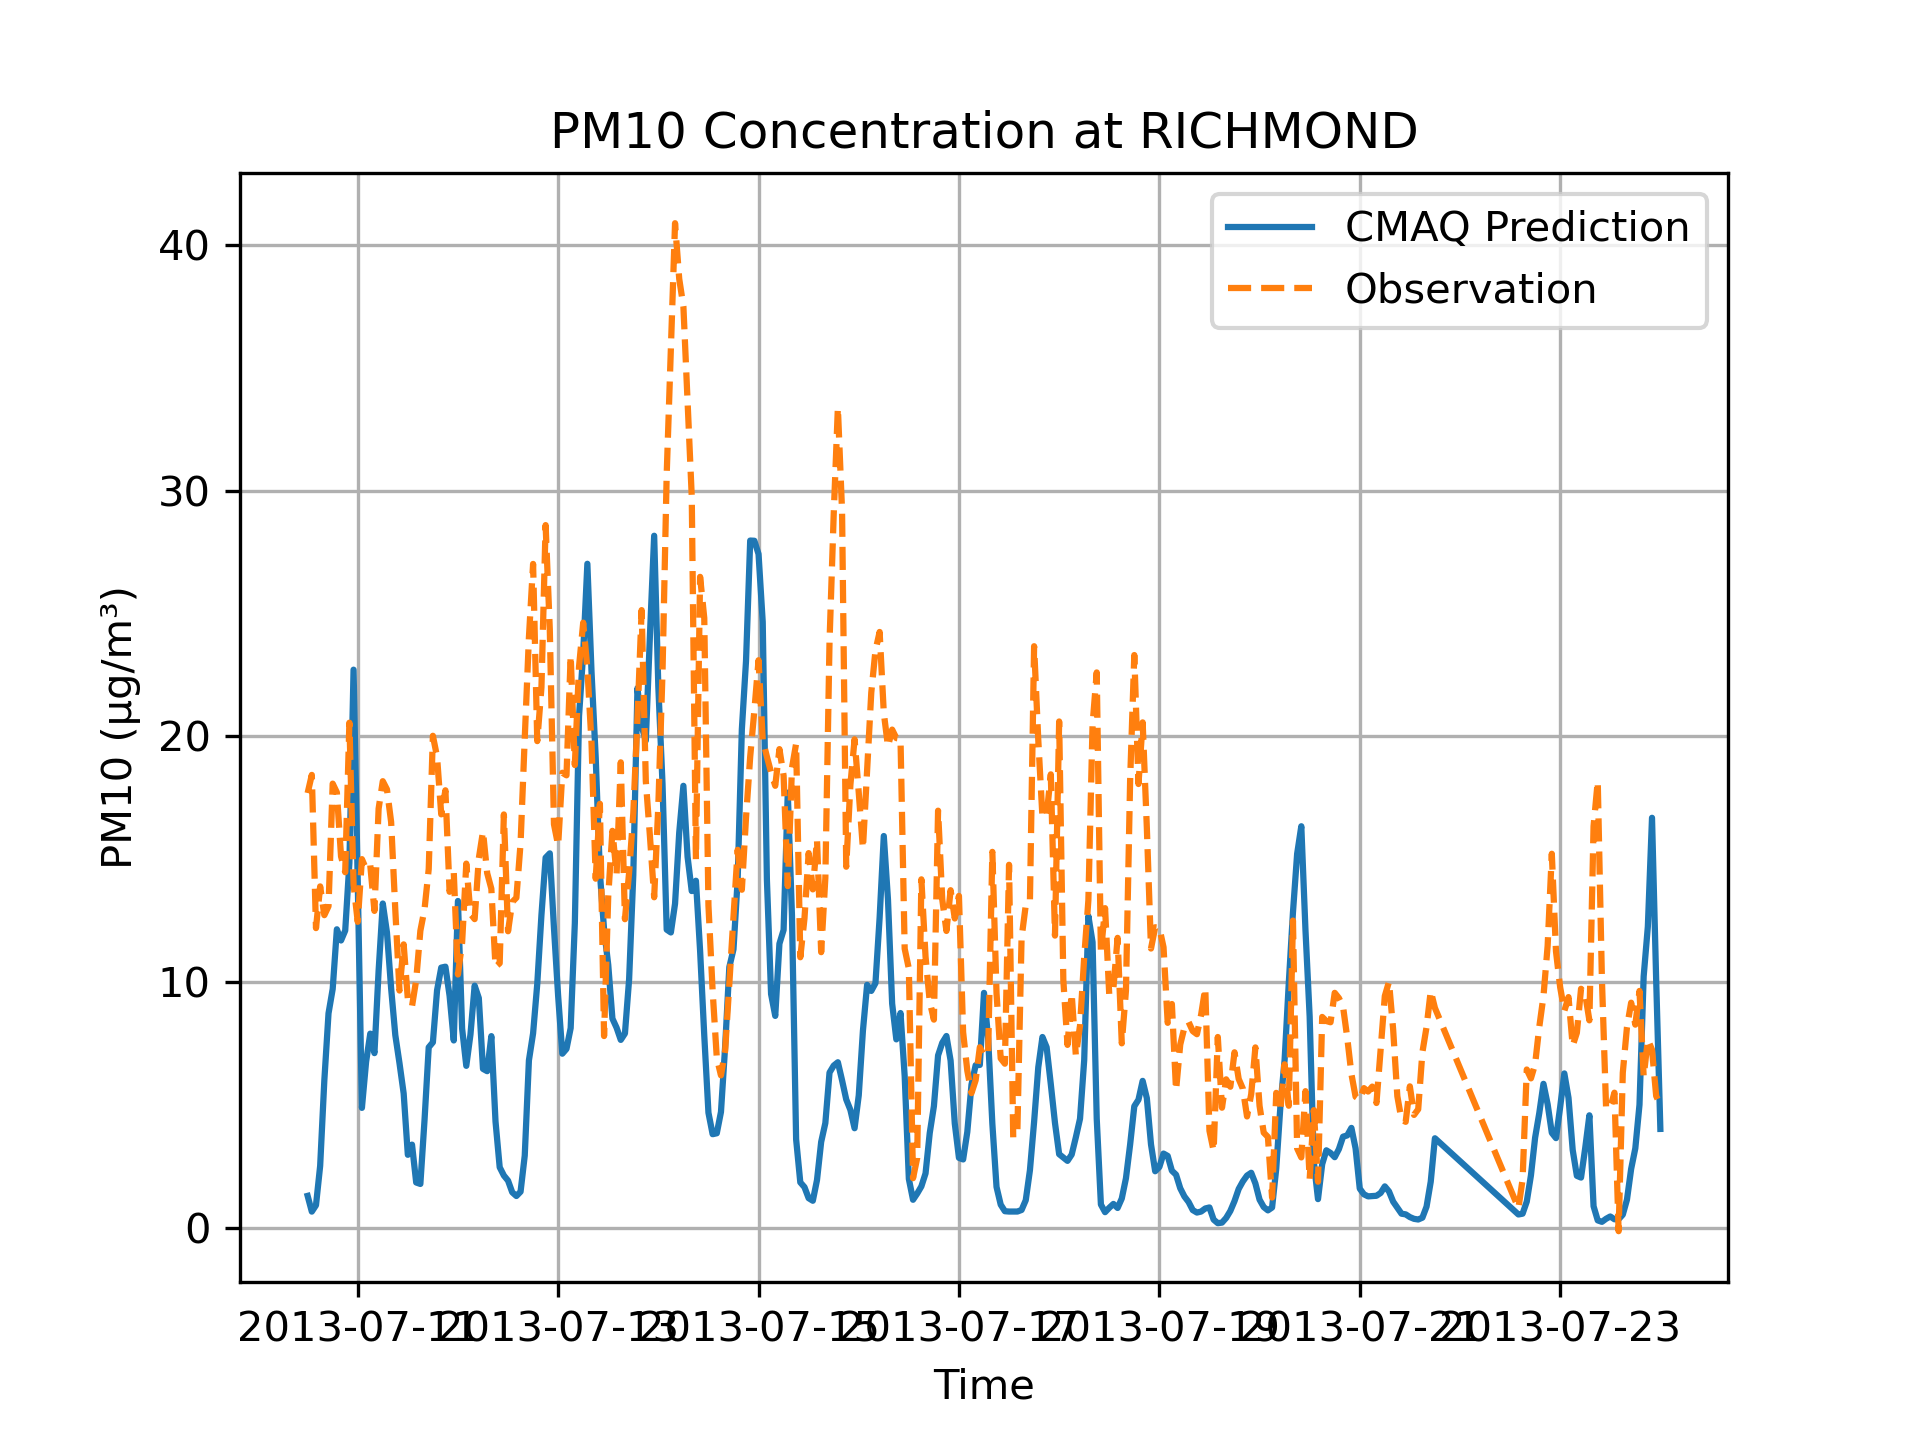 PM10 Concentration at RICHMOND
CMAQ Prediction
Observation
40
30
20
10
0
PM10 (μg/m³)
2013-07-11 2013-07-13 2013-07-15 2013-07-17 2013-07-19 2013-07-21 2013-07-23
Time